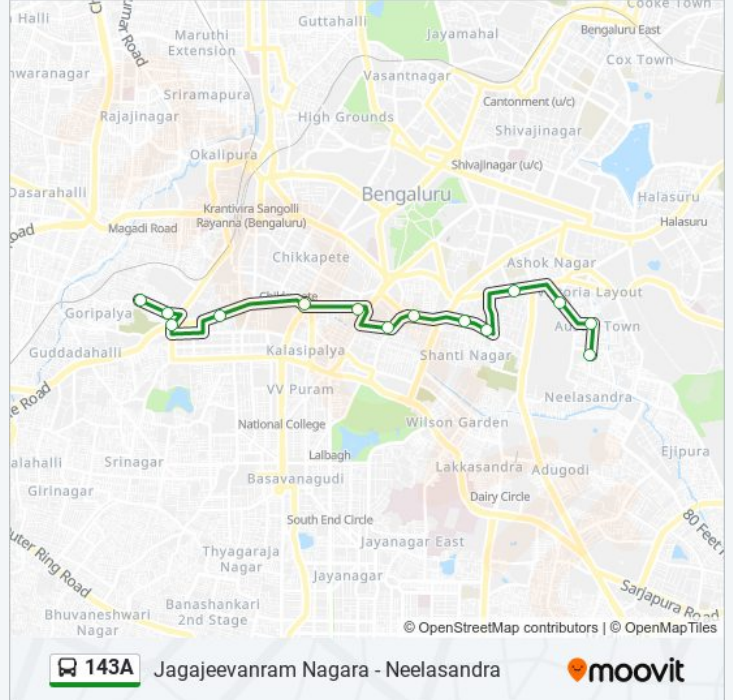 Cooke Town
Halli
Guttahalli
Jayamahal
Bengaluru East
Maruthi
Extension
Cox Town
Vasantnagar
Sriramapura
Cantonment (u/c)
Rajajinagar
High Grounds
Shivajinagar
Okalipura
Shivajinagar (u/c)
Bengaluru
Halasuru
Krantivira Sangolli
Rayanna (Bengaluru)
Magadi Road
Halasuru
Chikkapete
Ashok Nagar
Goripalya
Guddadahalli
Kalasipalya
Shanti Nagar
VV Puram
Neelasandra
National College
Wilson Garden
Lalbagh
Ejipura
Srinagar
Lakkasandra
Adugodi
Girinagar
Basavanagudi
Dairy Circle
South End Circle
80 Feet
Jayanagar East
Thyagaraja
Nagar
Jayanagar
Sarjapura Road
Banashankari
2nd Stage
Bhuvaneshwari
Nagar
© OpenStreetMap contributors | © OpenMapTiles
143A Jagajeevanram Nagara - Neelasandra
moovit